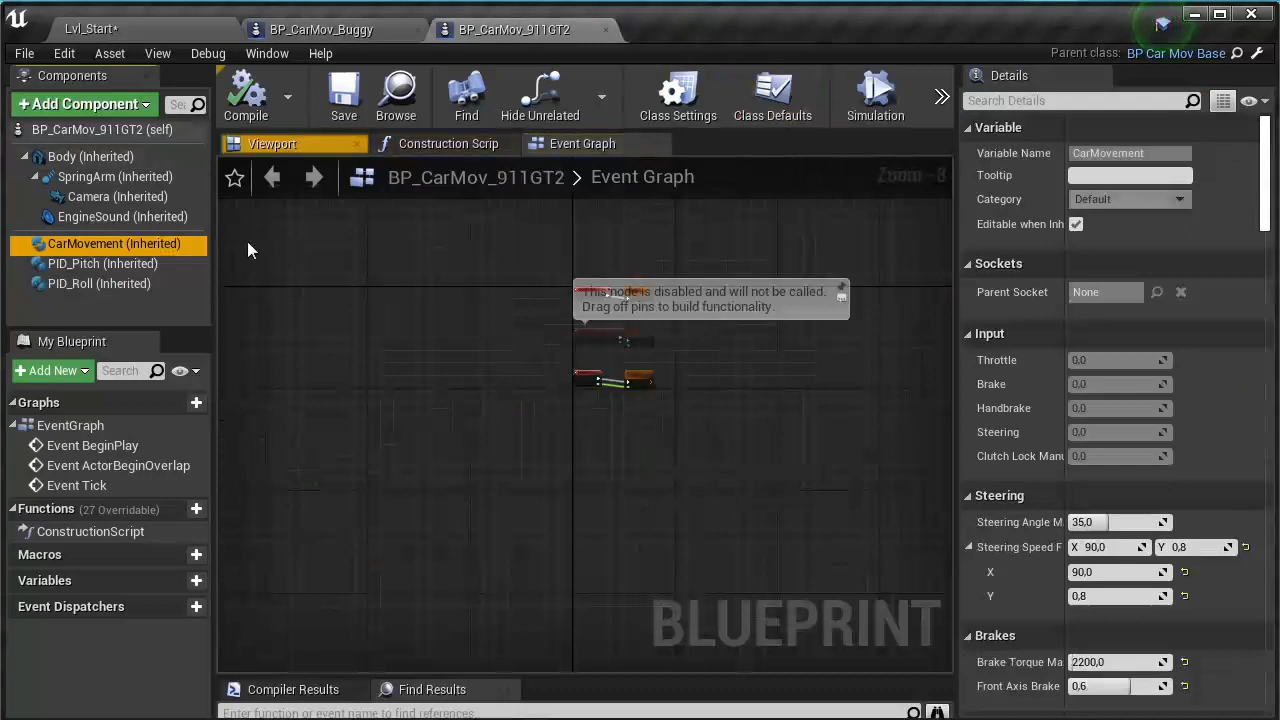 Lvl_Start*
BP_CarMov_Buggy
BP_CarMov_911GT2
File Edit Asset View Debug Window Help
Parent class: BP Car Mov Base
Components
+ Add Component
BP_CarMov_911GT2 (self)
Body (Inherited)
SpringArm (Inherited)
Camera (Inherited)
EngineSound (Inherited)
CarMovement (Inherited)
PID_Pitch (Inherited)
PID_Roll (Inherited)
My Blueprint
+ Add New Search
Graphs
EventGraph
Event BeginPlay
Event ActorBeginOverlap
Event Tick
Functions (27 Overridable)
ConstructionScript
Macros
Variables
Event Dispatchers
Compile Save Browse Find Hide Unrelated Class Settings Class Defaults Simulation
Viewport Construction Scrip Event Graph
BP_CarMov_911GT2 > Event Graph
Zoom -8
This node is disabled and will not be called.
Drag off pins to build functionality.
BLUEPRINT
Compiler Results Find Results
Enter function or event name to find references...
Details
Search Details
Variable
Variable Name CarMovement
Tooltip
Category Default
Editable when Inh
Sockets
Parent Socket None
Input
Throttle 0,0
Brake 0,0
Handbrake 0,0
Steering 0,0
Clutch Lock Manu 0,0
Steering
Steering Angle M 35,0
Steering Speed F X 90,0 Y 0,8
X 90,0
Y 0,8
Brakes
Brake Torque Ma 2200,0
Front Axis Brake 0,6